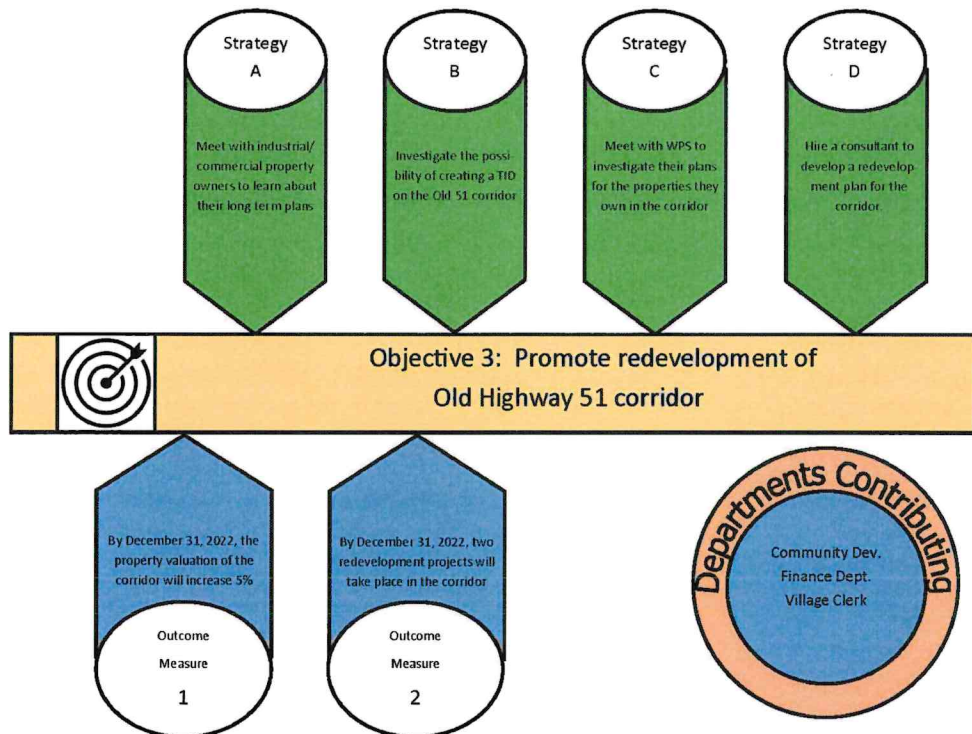 Strategy
A
Meet with industrial/
commercial property
owners to learn about
their long term plans
Strategy
B
Investigate the possi-
bility of creating a TID
on the Old 51 corridor
Strategy
C
Meet with WPS to
investigate their plans
for the properties they
own in the corridor
Strategy
D
Hire a consultant to
develop a redevelop-
ment plan for the
corridor.
Objective 3: Promote redevelopment of
Old Highway 51 corridor
By December 31, 2022, the
property valuation of the
corridor will increase 5%
Outcome
Measure
1
By December 31, 2022, two
redevelopment projects will
take place in the corridor
Outcome
Measure
2
Departments Contributing
Community Dev.
Finance Dept.
Village Clerk